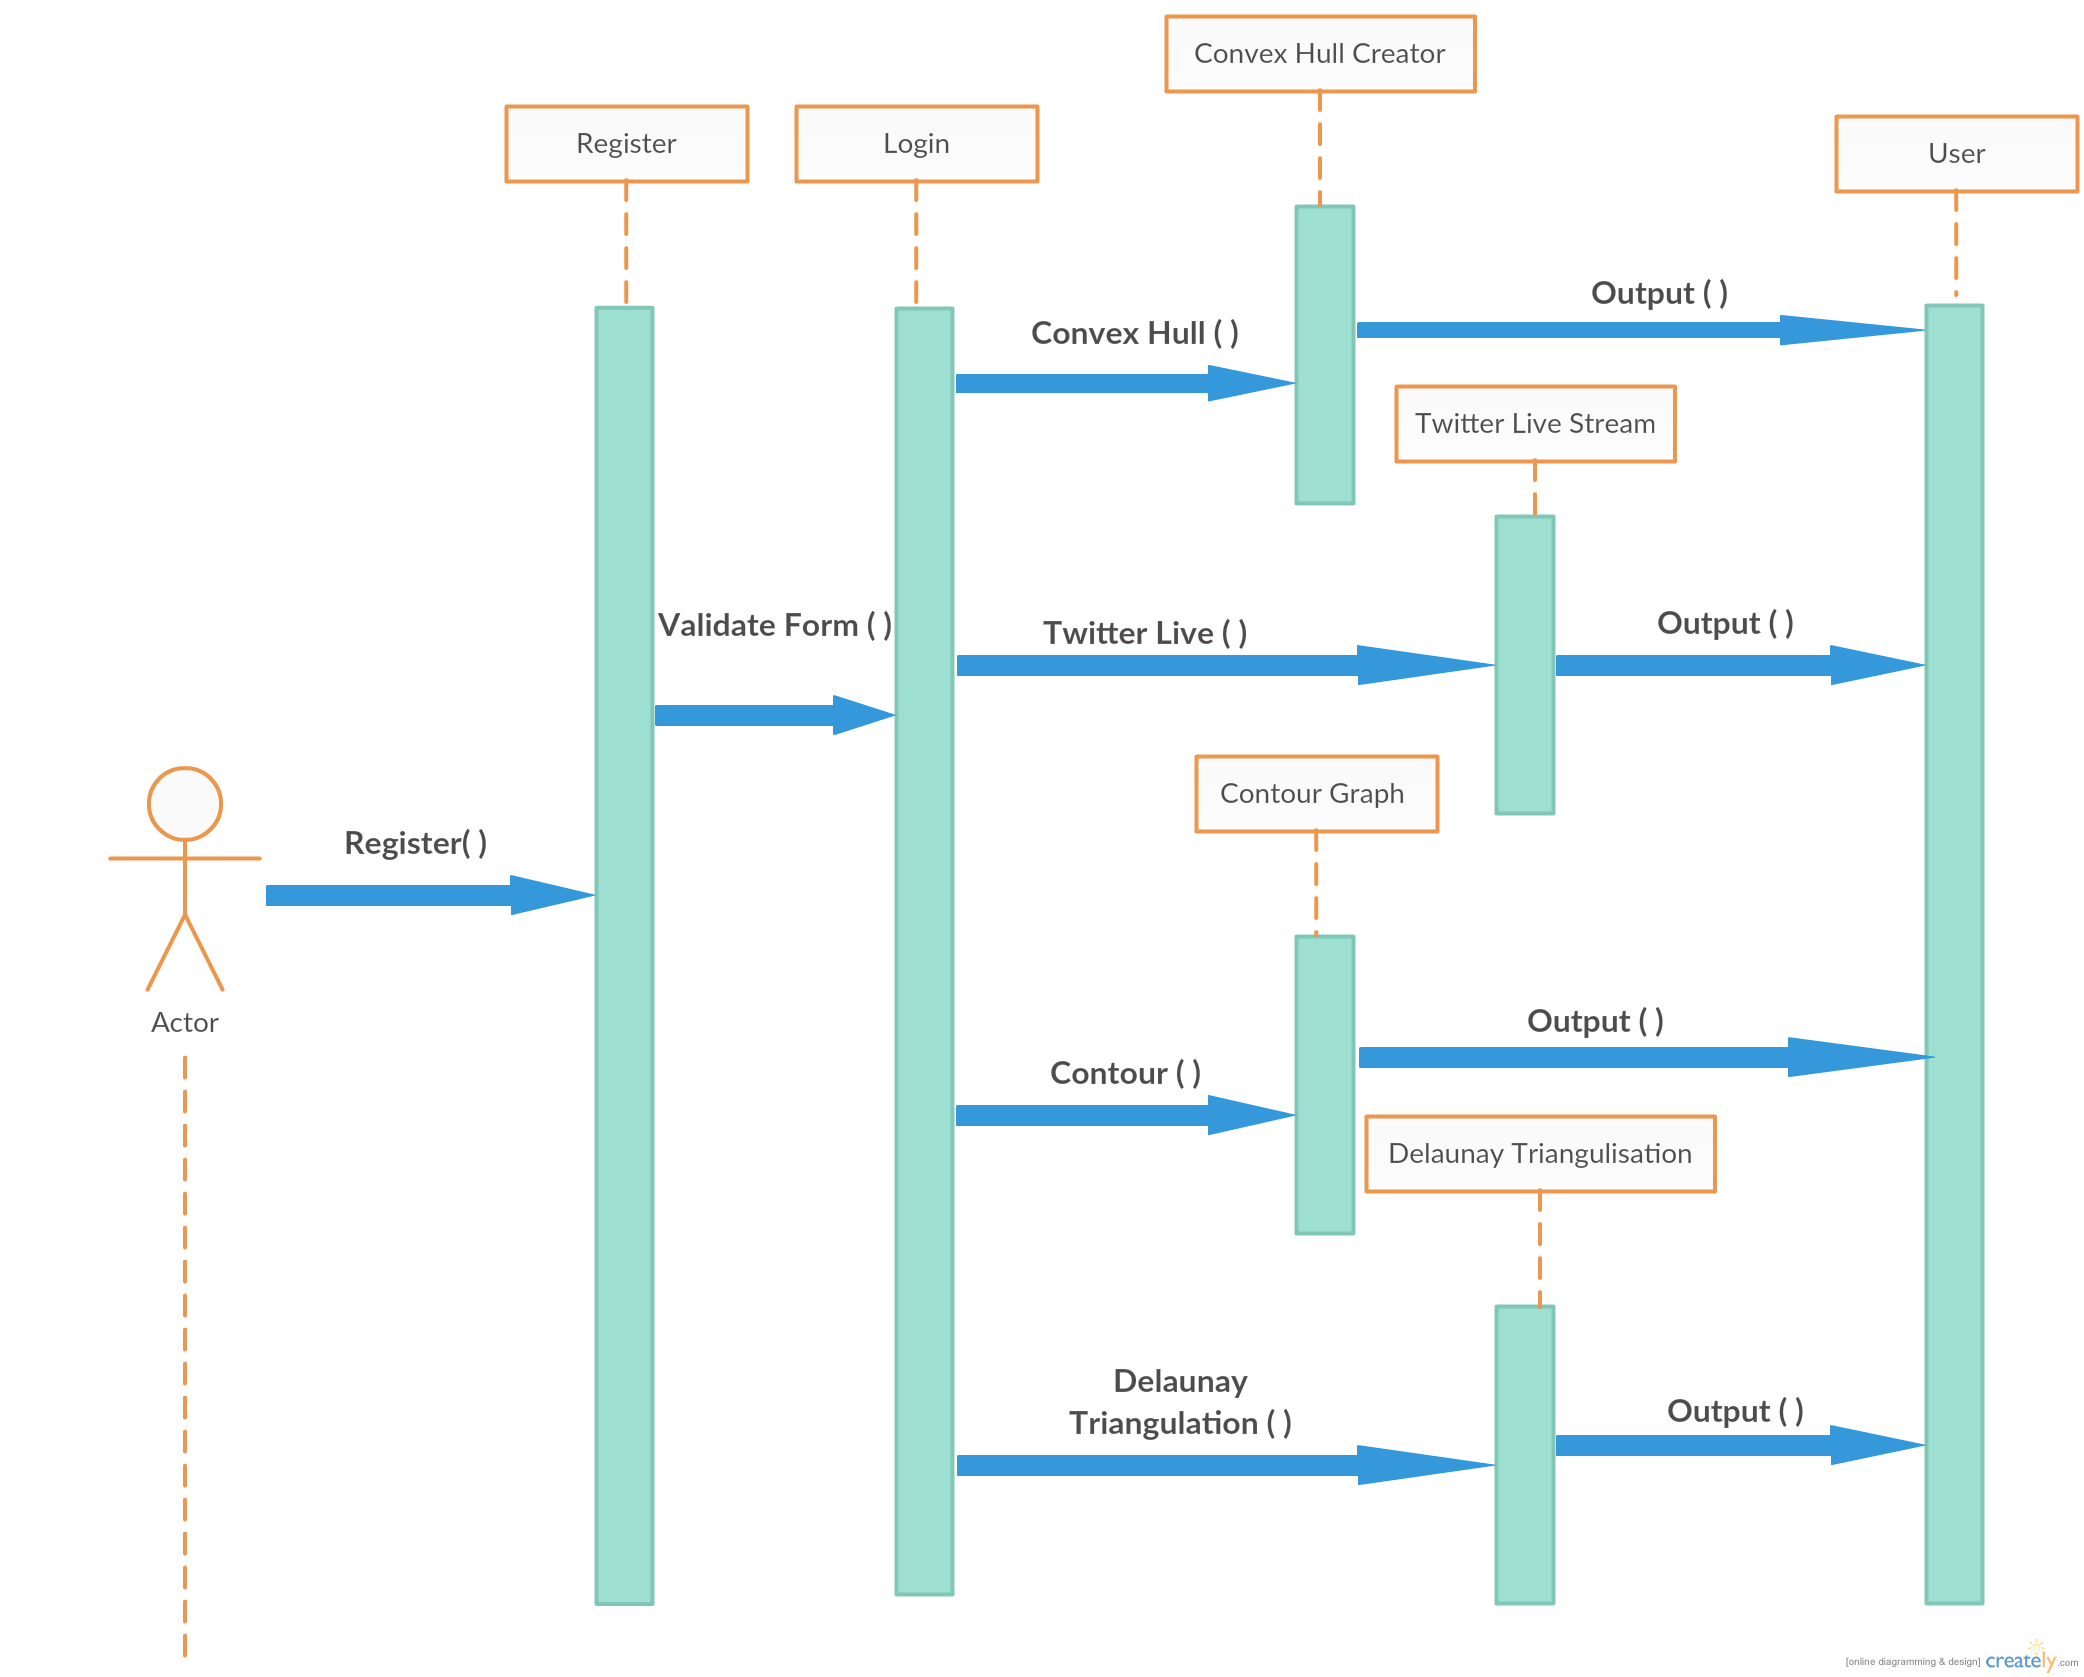 Convex Hull Creator
Register
Login
User
Output ( )
Convex Hull ( )
Twitter Live Stream
Validate Form ( )
Twitter Live ( )
Output ( )
Contour Graph
Register( )
Actor
Output ( )
Contour ( )
Delaunay Triangulisation
Delaunay
Triangulation ( )
Output ( )
[online diagramming & design] creately.com